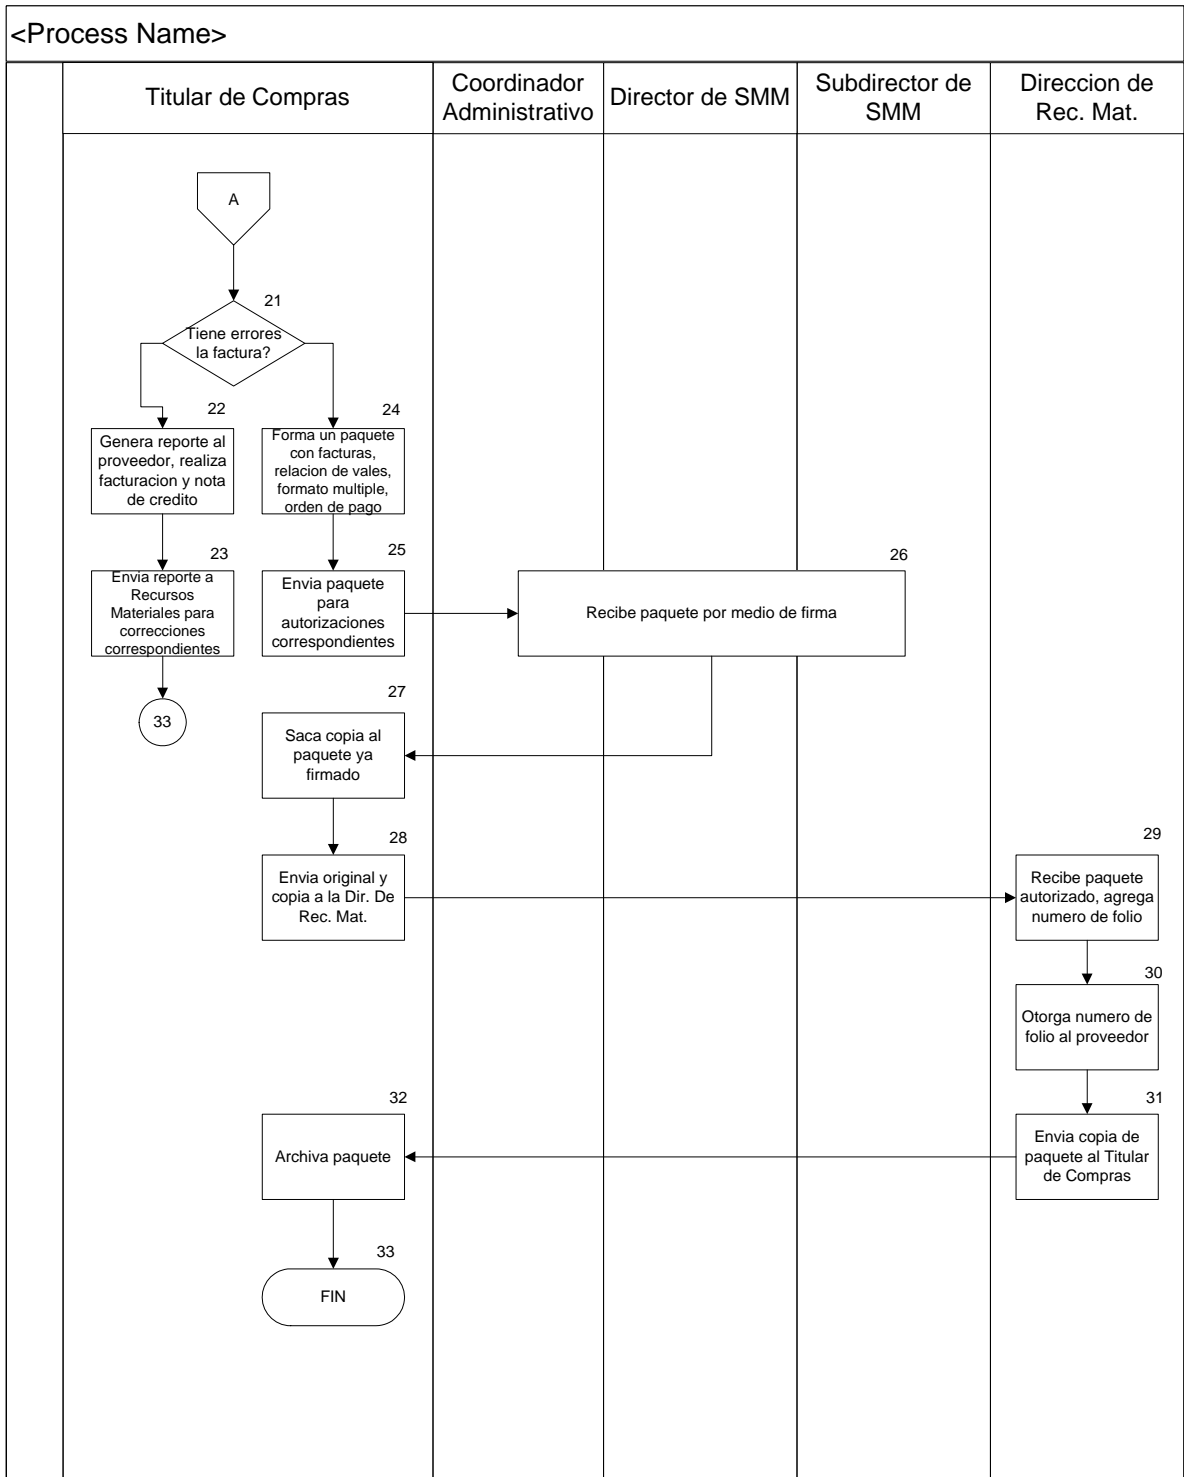 <Process Name>
Titular de Compras
Coordinador
Administrativo
Director de SMM
Subdirector de
SMM
Direccion de
Rec. Mat.
A
21
Tiene errores
la factura?
22
Genera reporte al
proveedor, realiza
facturacion y nota
de credito
24
Forma un paquete
con facturas,
relacion de vales,
formato multiple,
orden de pago
23
Envia reporte a
Recursos
Materiales para
correcciones
correspondientes
25
Envia paquete
para
autorizaciones
correspondientes
26
Recibe paquete por medio de firma
33
27
Saca copia al
paquete ya
firmado
28
Envia original y
copia a la Dir. De
Rec. Mat.
29
Recibe paquete
autorizado, agrega
numero de folio
30
Otorga numero de
folio al proveedor
31
Envia copia de
paquete al Titular
de Compras
32
Archiva paquete
33
FIN